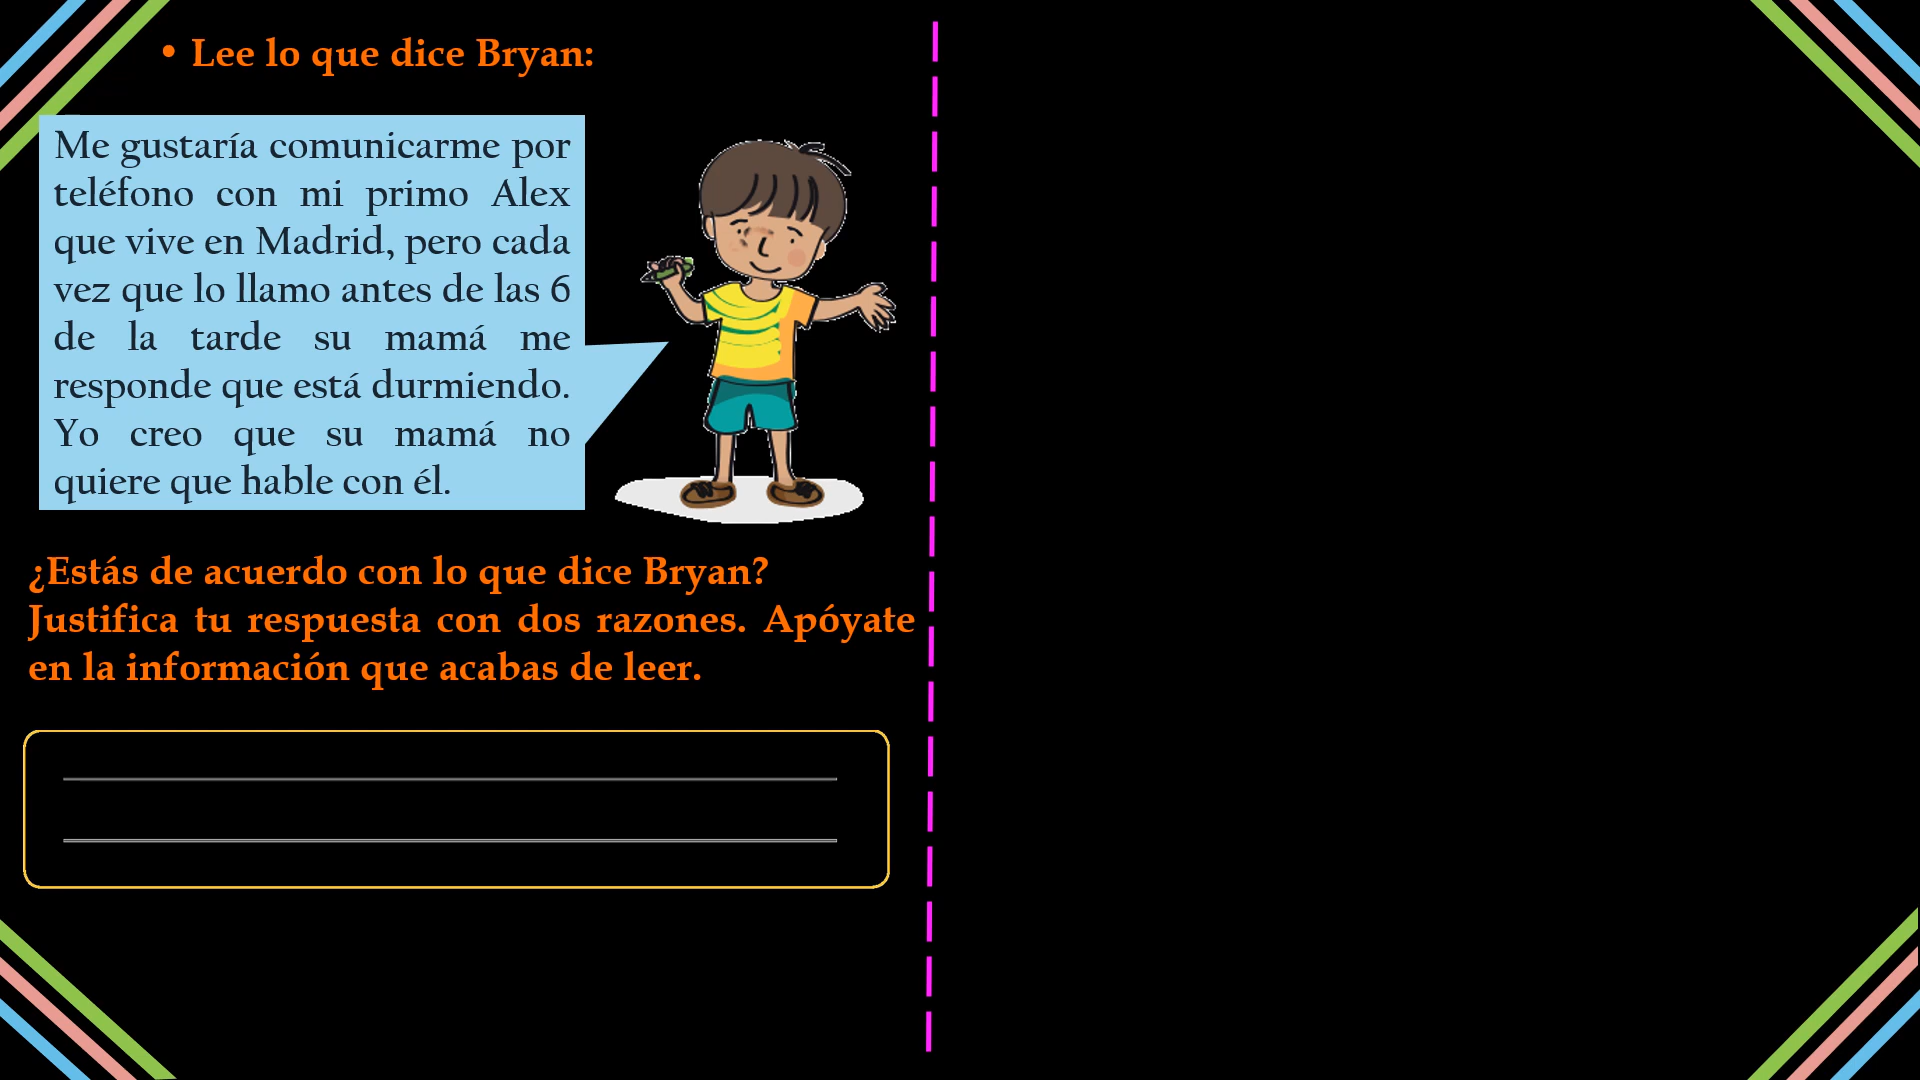 • Lee lo que dice Bryan:
Me gustaría comunicarme por
teléfono con mi primo Alex
que vive en Madrid, pero cada
vez que lo llamo antes de las 6
de la tarde su mamá me
responde que está durmiendo.
Yo creo que su mamá no
quiere que hable con él.
¿Estás de acuerdo con lo que dice Bryan?
Justifica tu respuesta con dos razones. Apóyate
en la información que acabas de leer.